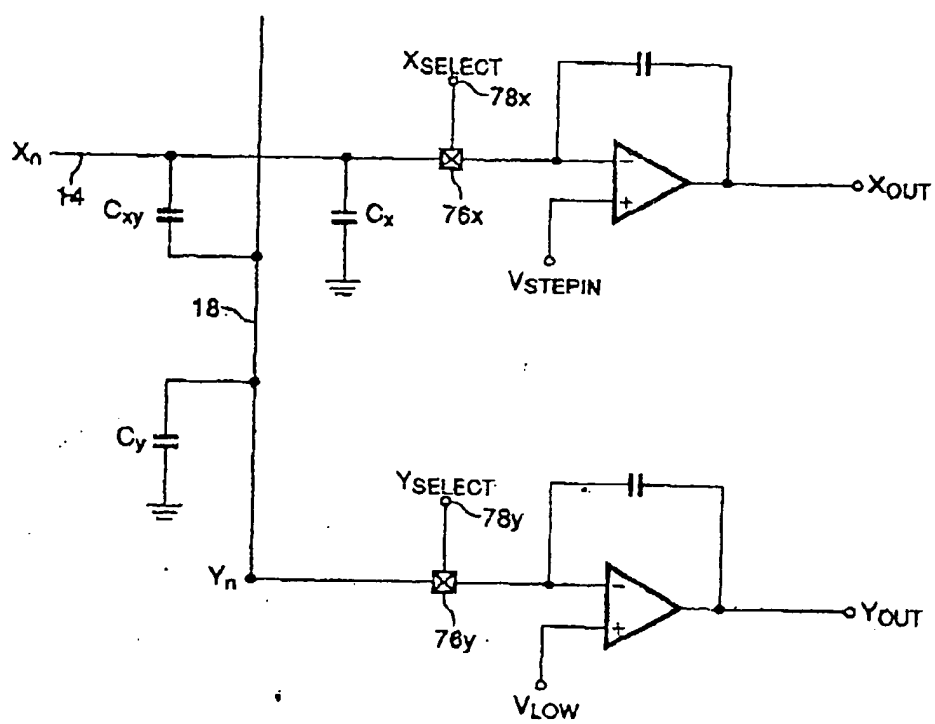 XSELECT
78x
Xn
14
Cxy
Cx
76x
XOUT
VSTEPIN
18
Cy
YSELECT
78y
Yn
76y
YOUT
VLOW